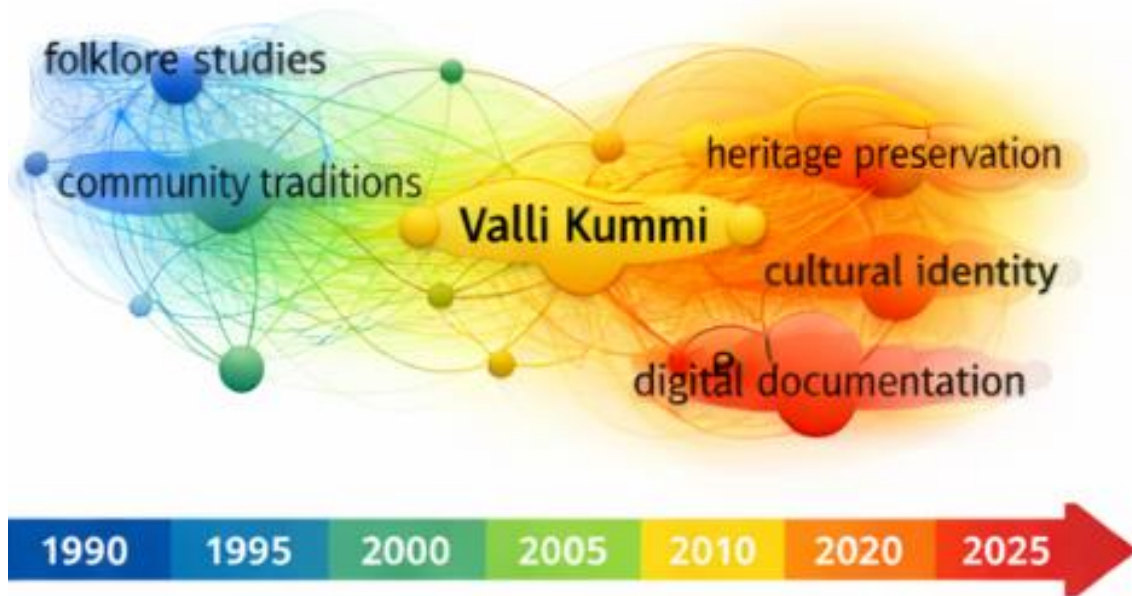 folklore studies
community traditions
heritage preservation
Valli Kummi
cultural identity
digital documentation
1990 1995 2000 2005 2010 2020 2025